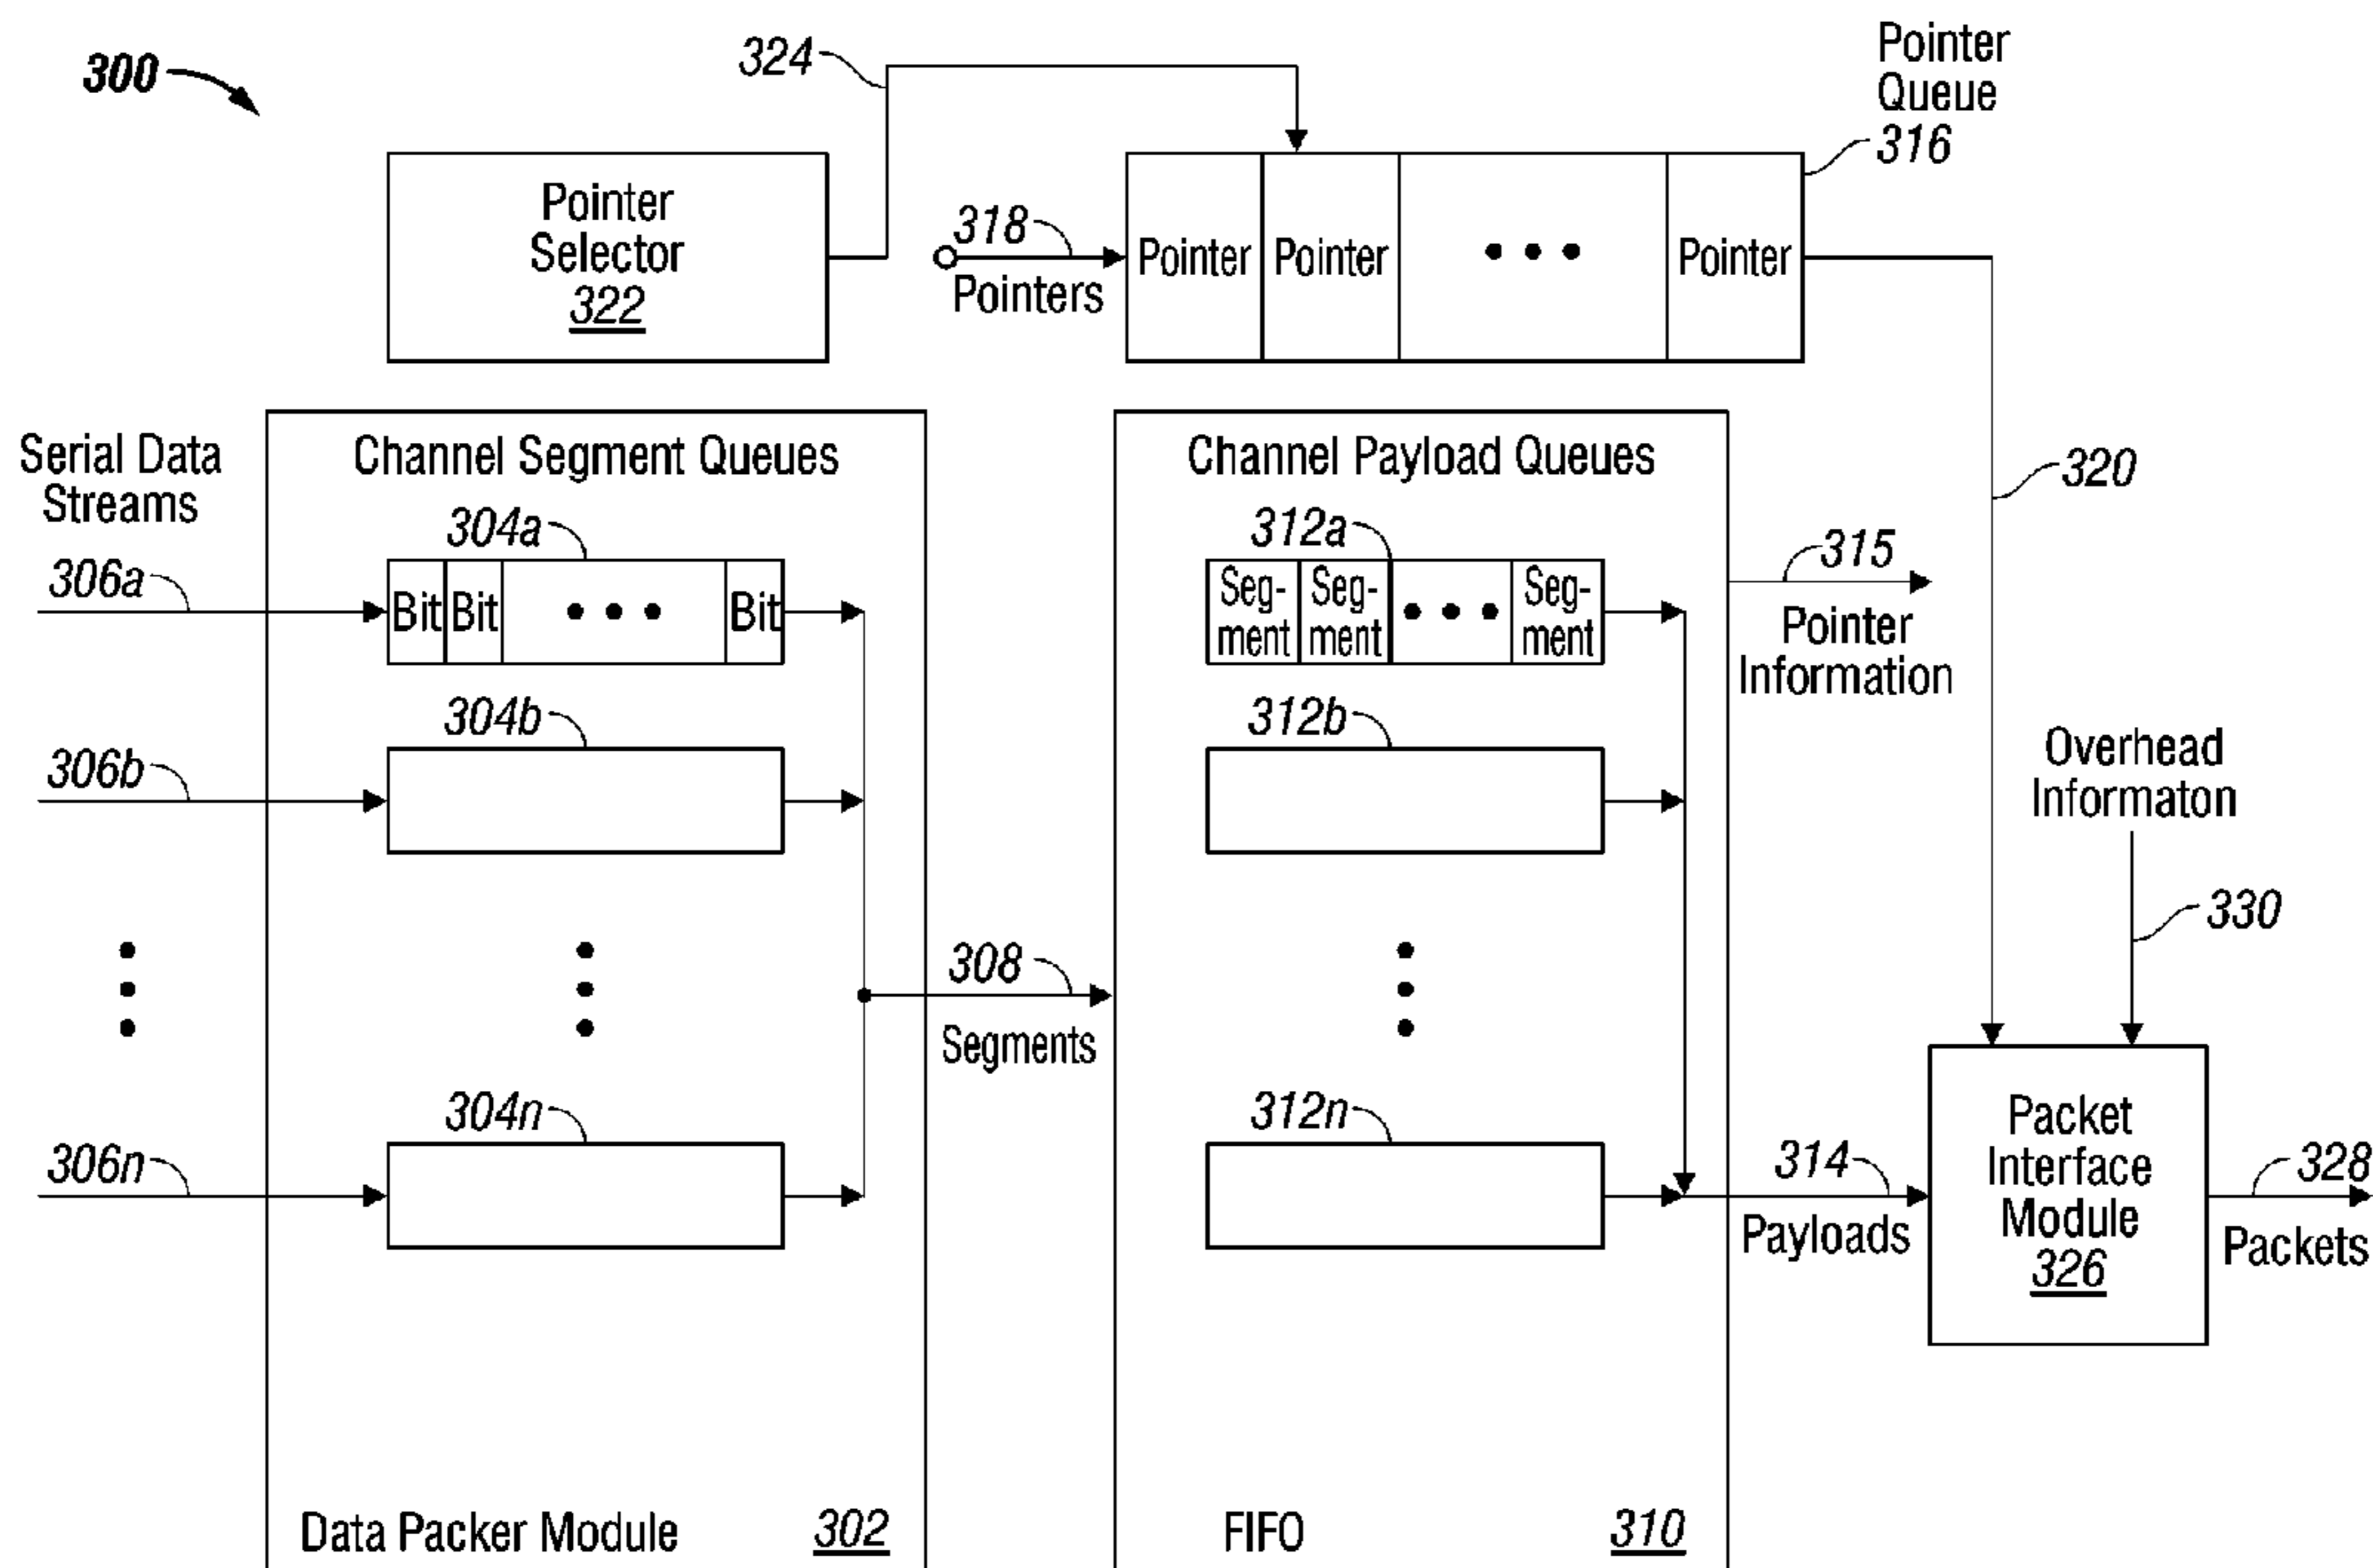 300
324
Pointer
Queue
316
Pointer
Selector
322
318
Pointers
Pointer
Pointer
Pointer
320
Serial Data
Streams
Channel Segment Queues
Channel Payload Queues
306a
304a
Bit
Bit
Bit
312a
Seg-
ment
Seg-
ment
Seg-
ment
315
Pointer
Information
306b
304b
312b
Overhead
Informaton
330
308
Segments
306n
304n
312n
314
Payloads
Packet
Interface
Module
326
328
Packets
Data Packer Module 302
FIFO 310